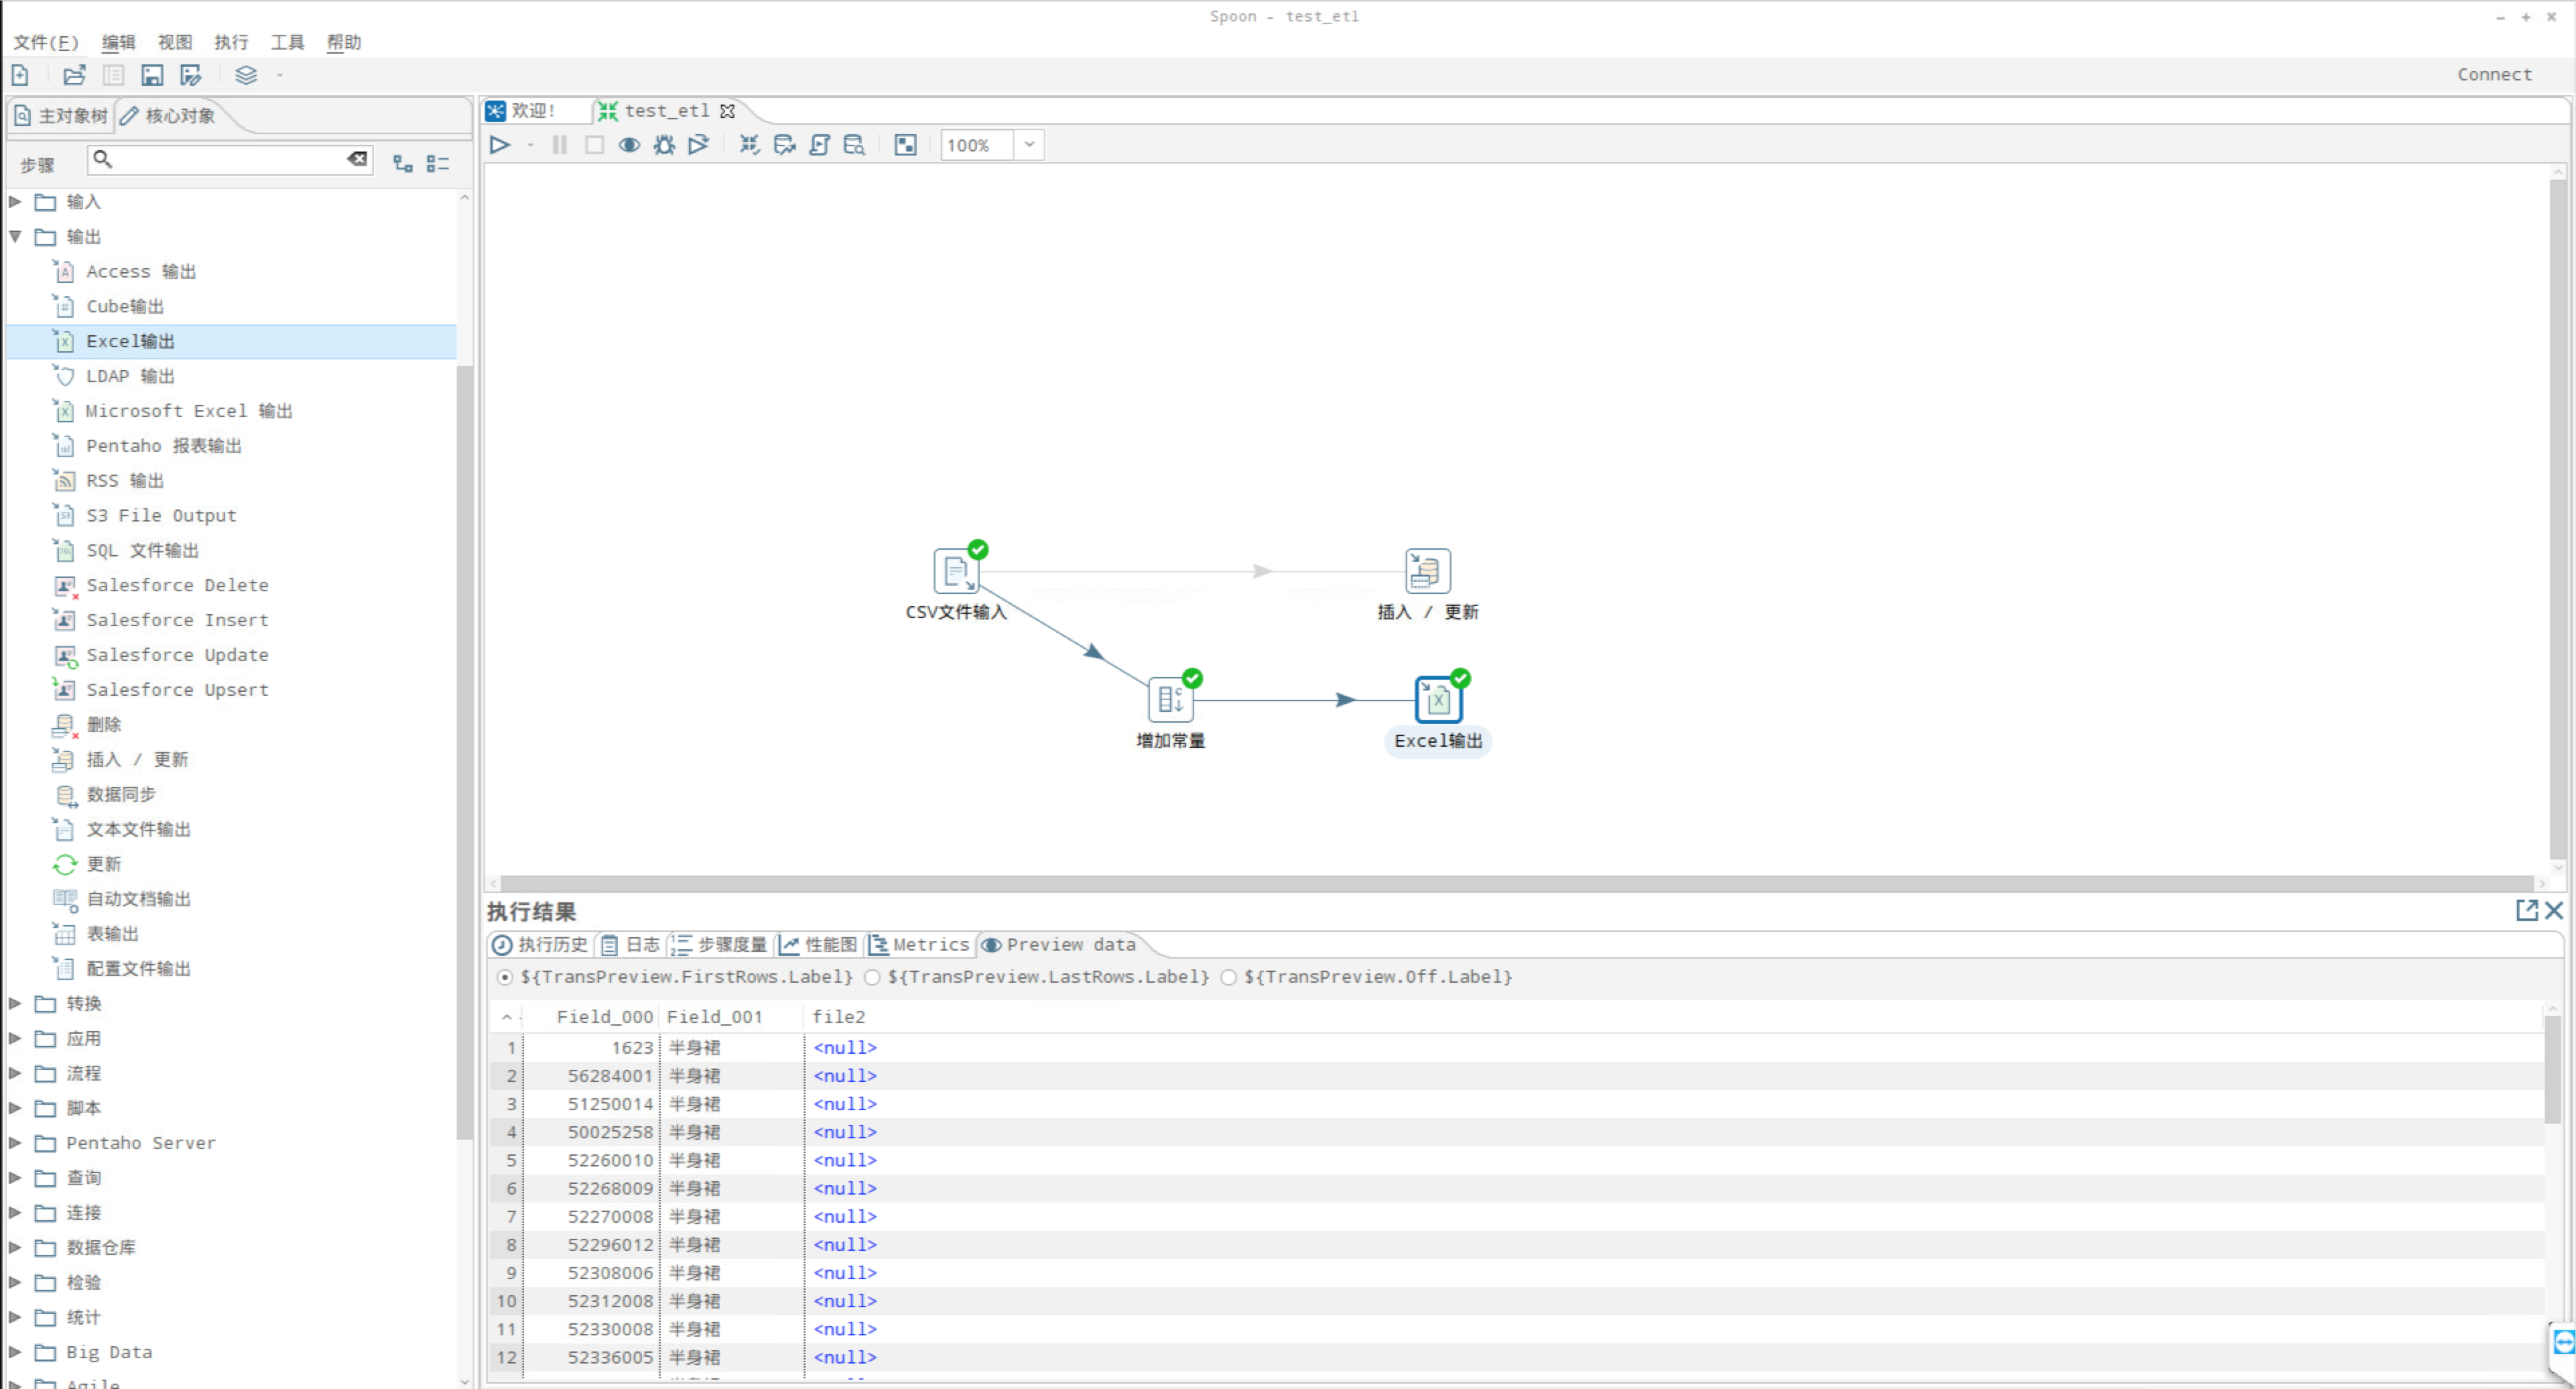 Spoon - test_etl
文件(F) 编辑 视图 执行 工具 帮助
Connect
主对象树 核心对象
欢迎! test_etl
步骤
100%
输入
输出
Access 输出
Cube输出
Excel输出
LDAP 输出
Microsoft Excel 输出
Pentaho 报表输出
RSS 输出
S3 File Output
SQL 文件输出
Salesforce Delete
Salesforce Insert
Salesforce Update
Salesforce Upsert
删除
插入 / 更新
数据同步
文本文件输出
更新
自动文档输出
表输出
配置文件输出
转换
应用
流程
脚本
Pentaho Server
查询
连接
数据仓库
检验
统计
Big Data
Agile
CSV文件输入
插入 / 更新
增加常量
Excel输出
执行结果
执行历史 日志 步骤度量 性能图 Metrics Preview data
${TransPreview.FirstRows.Label} ${TransPreview.LastRows.Label} ${TransPreview.Off.Label}
Field_000 Field_001 file2
1 1623 半身裙 <null>
2 56284001 半身裙 <null>
3 51250014 半身裙 <null>
4 50025258 半身裙 <null>
5 52260010 半身裙 <null>
6 52268009 半身裙 <null>
7 52270008 半身裙 <null>
8 52296012 半身裙 <null>
9 52308006 半身裙 <null>
10 52312008 半身裙 <null>
11 52330008 半身裙 <null>
12 52336005 半身裙 <null>